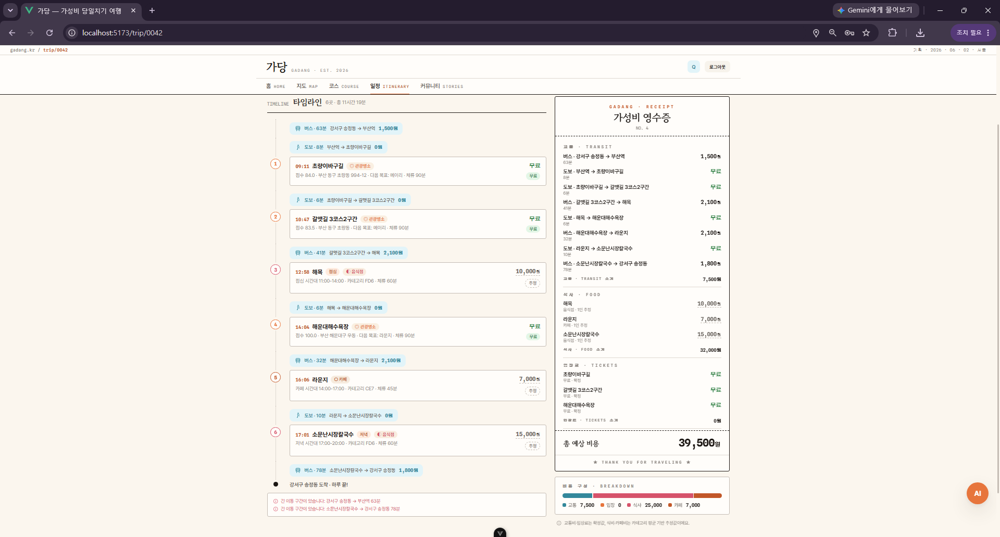 가당 — 가성비 당일치기 여행
Gemini에게 물어보기
localhost:5173/trip/0042
조치 필요
gadang.kr / trip/0042
기획 · 2026 · 06 · 02 · 서울
가당 GADANG · EST. 2026
Q
로그아웃
홈 HOME 지도 MAP 코스 COURSE 일정 ITINERARY 커뮤니티 STORIES
TIMELINE 타임라인 6곳 · 총 11시간 19분
버스 · 63분 강서구 송정동 → 부산역 1,500원
도보 · 8분 부산역 → 초량이바구길 0원
1
09:11 초량이바구길 관광명소 무료
점수 84.0 · 부산 동구 초량동 994-12 · 다음 목표: 메이리 · 체류 90분 무료
도보 · 6분 초량이바구길 → 갈맷길 3코스2구간 0원
2
10:47 갈맷길 3코스2구간 관광명소 무료
점수 83.5 · 부산 동구 초량동 · 다음 목표: 메이리 · 체류 90분 무료
버스 · 41분 갈맷길 3코스2구간 → 해목 2,100원
3
12:58 해목 점심 음식점 10,000원
점심 시간대 11:00-14:00 · 카테고리 FD6 · 체류 60분 추정
도보 · 6분 해목 → 해운대해수욕장 0원
4
14:04 해운대해수욕장 관광명소 무료
점수 100.0 · 부산 해운대구 우동 · 다음 목표: 라운지 · 체류 90분 무료
버스 · 32분 해운대해수욕장 → 라운지 2,100원
5
16:06 라운지 카페 7,000원
카페 시간대 14:00-17:00 · 카테고리 CE7 · 체류 45분 추정
도보 · 10분 라운지 → 소문난시장칼국수 0원
6
17:01 소문난시장칼국수 저녁 음식점 15,000원
저녁 시간대 17:00-20:00 · 카테고리 FD6 · 체류 60분 추정
버스 · 78분 소문난시장칼국수 → 강서구 송정동 1,800원
강서구 송정동 도착 · 하루 끝!
긴 이동 구간이 있습니다: 강서구 송정동 → 부산역 63분
긴 이동 구간이 있습니다: 소문난시장칼국수 → 강서구 송정동 78분
GADANG · RECEIPT
가성비 영수증
NO. 4
교통 · TRANSIT
버스 · 강서구 송정동 → 부산역 1,500원
63분
도보 · 부산역 → 초량이바구길 무료
8분
도보 · 초량이바구길 → 갈맷길 3코스2구간 무료
6분
버스 · 갈맷길 3코스2구간 → 해목 2,100원
41분
도보 · 해목 → 해운대해수욕장 무료
6분
버스 · 해운대해수욕장 → 라운지 2,100원
32분
도보 · 라운지 → 소문난시장칼국수 무료
10분
버스 · 소문난시장칼국수 → 강서구 송정동 1,800원
78분
교통 · TRANSIT 소계 7,500원
식사 · FOOD
해목 10,000원
음식점 · 1인 추정
라운지 7,000원
카페 · 1인 추정
소문난시장칼국수 15,000원
음식점 · 1인 추정
식사 · FOOD 소계 32,000원
입장료 · TICKETS
초량이바구길 무료
무료 · 확정
갈맷길 3코스2구간 무료
무료 · 확정
해운대해수욕장 무료
무료 · 확정
입장료 · TICKETS 소계 0원
총 예상 비용 39,500원
★ THANK YOU FOR TRAVELING ★
비용 구성 · BREAKDOWN
교통 7,500 입장 0 식사 25,000 카페 7,000
교통비·입장료는 확정값, 식비·카페비는 카테고리 평균 기반 추정값이에요.
AI